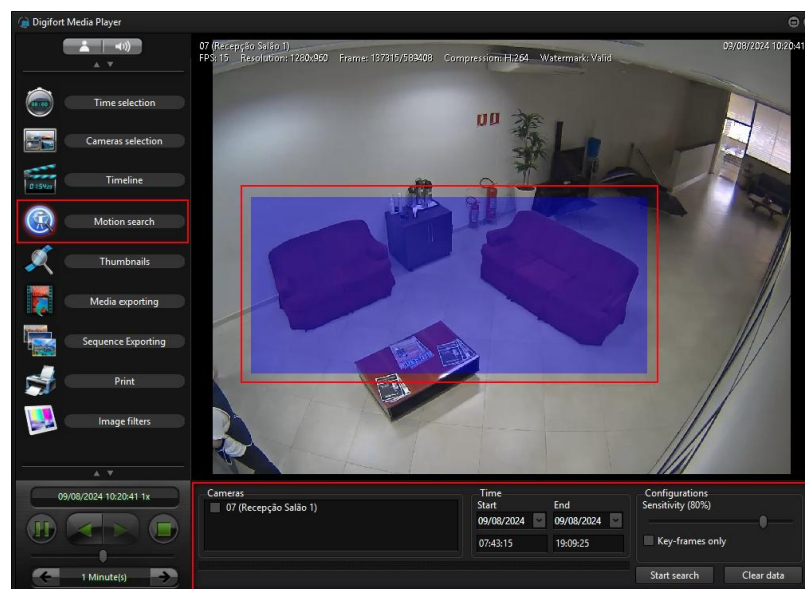 Digifort Media Player
07 (Recepção Salão 1)
09/08/2024 10:20:41
FPS: 15 Resolution: 1280x960 Frame: 137315/589408 Compression: H.264 Watermark: Valid
Time selection
Cameras selection
Timeline
Motion search
Thumbnails
Media exporting
Sequence Exporting
Print
Image filters
09/08/2024 10:20:41 1x
1 Minute(s)
Cameras
07 (Recepção Salão 1)
Time
Start End
09/08/2024 09/08/2024
07:43:15 19:09:25
Configurations
Sensitivity (80%)
Key-frames only
Start search Clear data